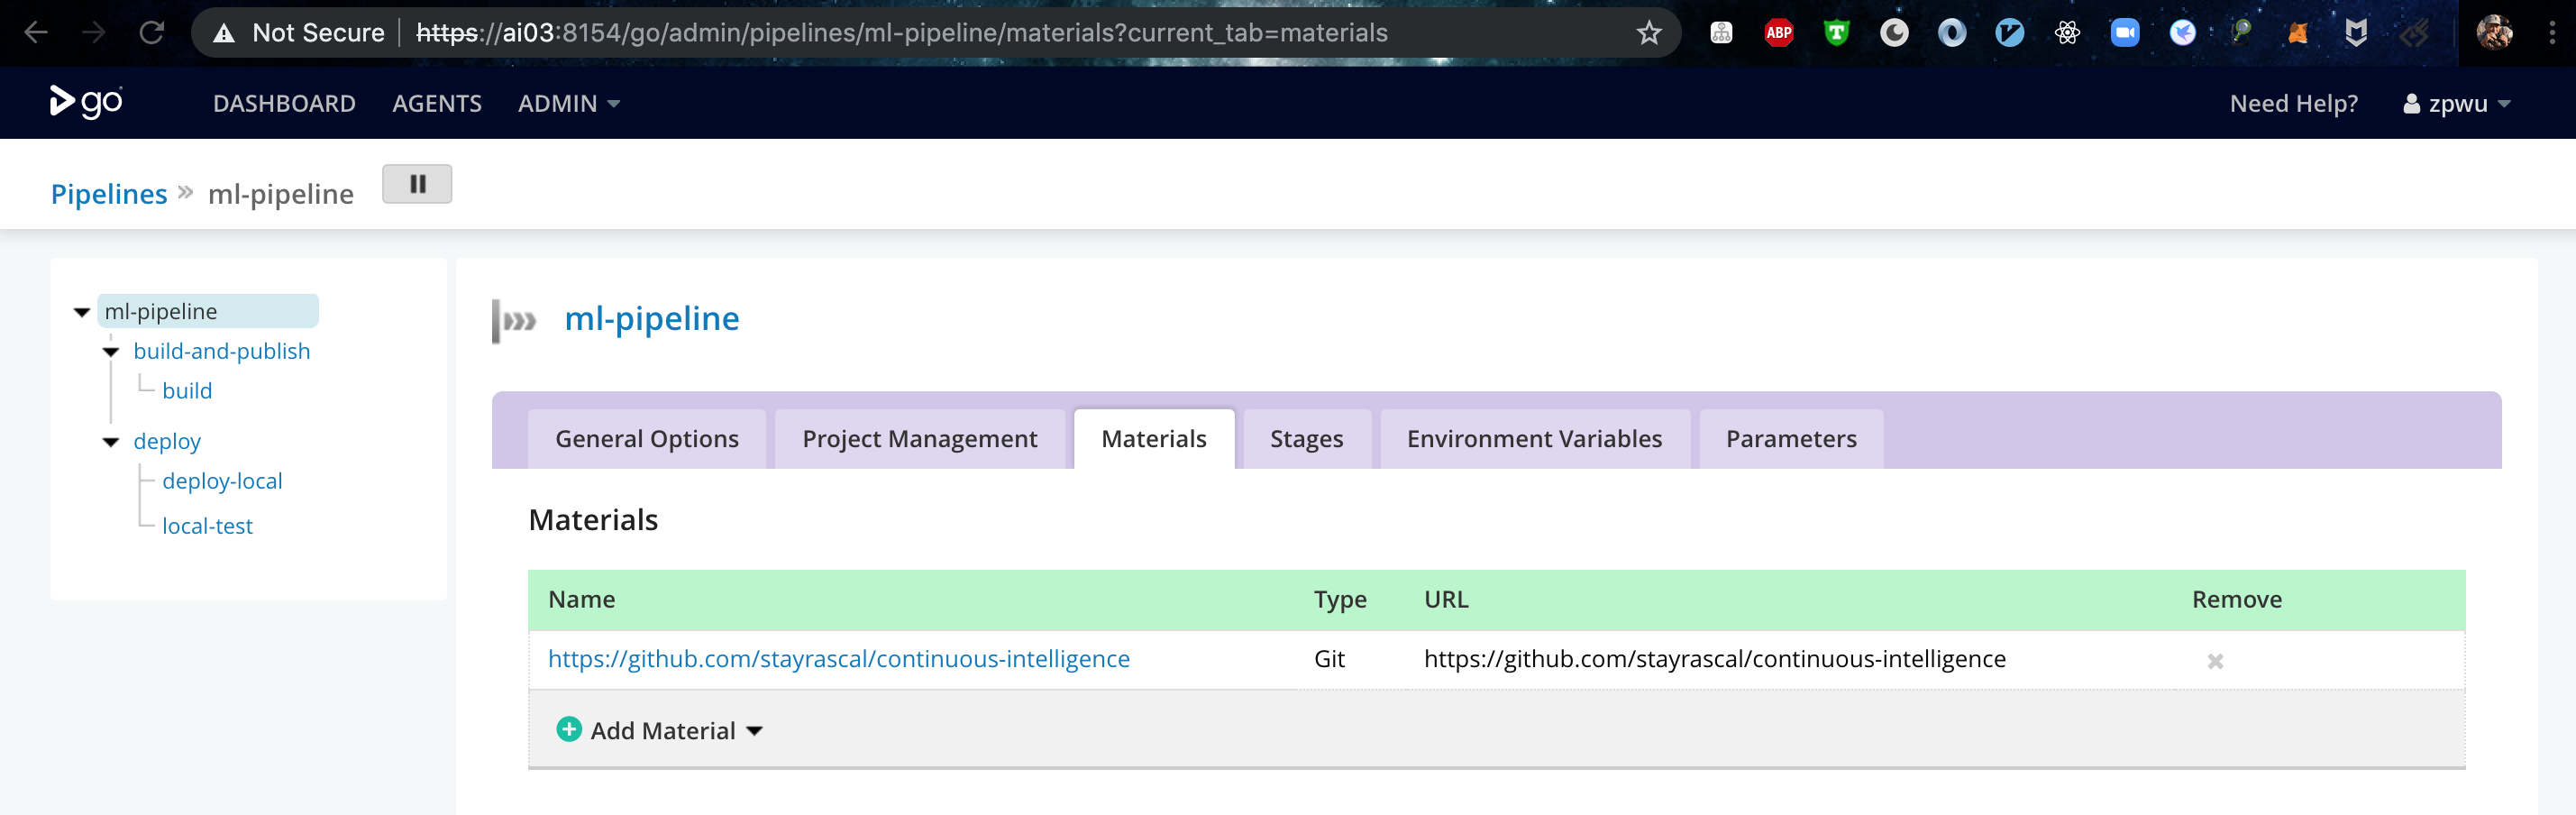 Not Secure https://ai03:8154/go/admin/pipelines/ml-pipeline/materials?current_tab=materials ABP T
go DASHBOARD AGENTS ADMIN Need Help? zpwu
Pipelines » ml-pipeline
ml-pipeline
build-and-publish
build
deploy
deploy-local
local-test
ml-pipeline
General Options Project Management Materials Stages Environment Variables Parameters
Materials
Name Type URL Remove
https://github.com/stayrascal/continuous-intelligence Git https://github.com/stayrascal/continuous-intelligence
Add Material